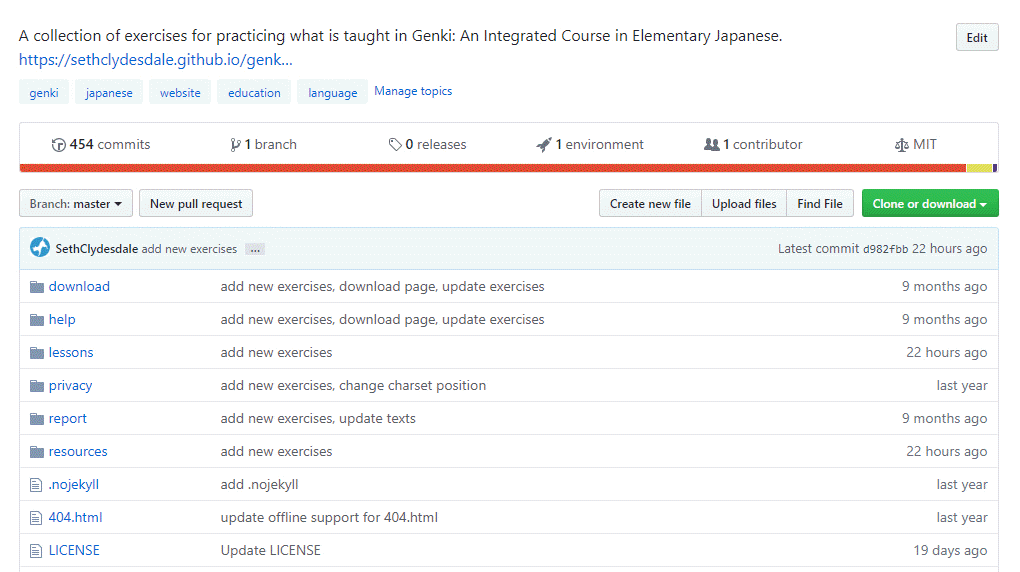 A collection of exercises for practicing what is taught in Genki: An Integrated Course in Elementary Japanese.
Edit
https://sethclydesdale.github.io/genk...
genki japanese website education language Manage topics
454 commits 1 branch 0 releases 1 environment 1 contributor MIT
Branch: master New pull request Create new file Upload files Find File Clone or download
SethClydesdale add new exercises ... Latest commit d982fbb 22 hours ago
download add new exercises, download page, update exercises 9 months ago
help add new exercises, download page, update exercises 9 months ago
lessons add new exercises 22 hours ago
privacy add new exercises, change charset position last year
report add new exercises, update texts 9 months ago
resources add new exercises 22 hours ago
.nojekyll add .nojekyll last year
404.html update offline support for 404.html last year
LICENSE Update LICENSE 19 days ago